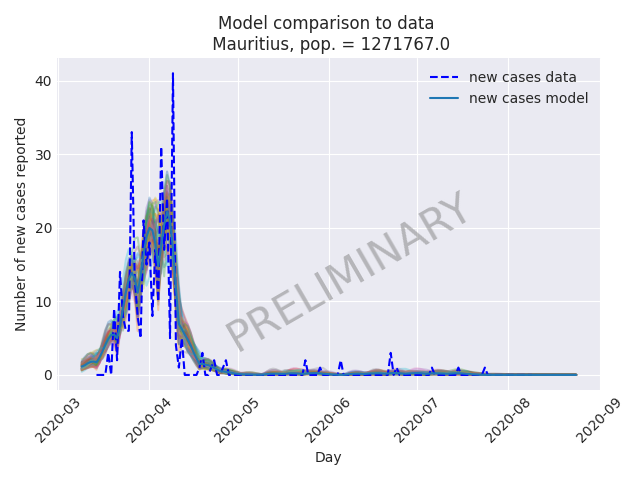 Model comparison to data
Mauritius, pop. = 1271767.0
new cases data
new cases model
PRELIMINARY
Number of new cases reported
40
30
20
10
0
2020-03
2020-04
2020-05
2020-06
2020-07
2020-08
2020-09
Day